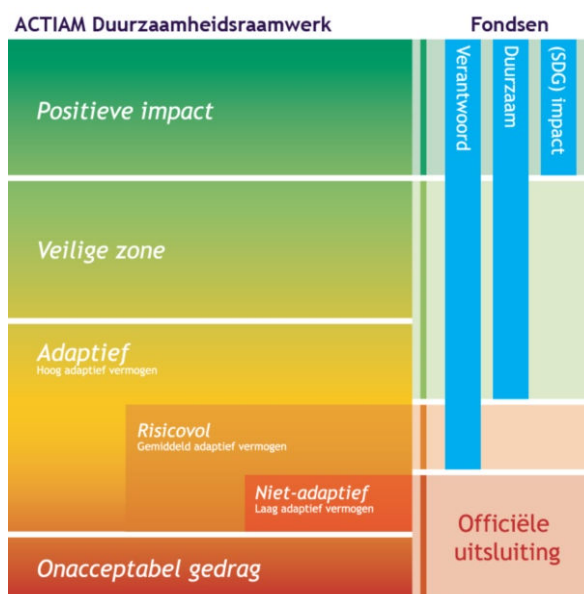 ACTIAM Duurzaamheidsraamwerk
Fondsen
Positieve impact
Veilige zone
Adaptief
Hoog adaptief vermogen
Risicovol
Gemiddeld adaptief vermogen
Niet-adaptief
Laag adaptief vermogen
Onacceptabel gedrag
Verantwoord
Duurzaam
(SDG) impact
Officiële
uitsluiting